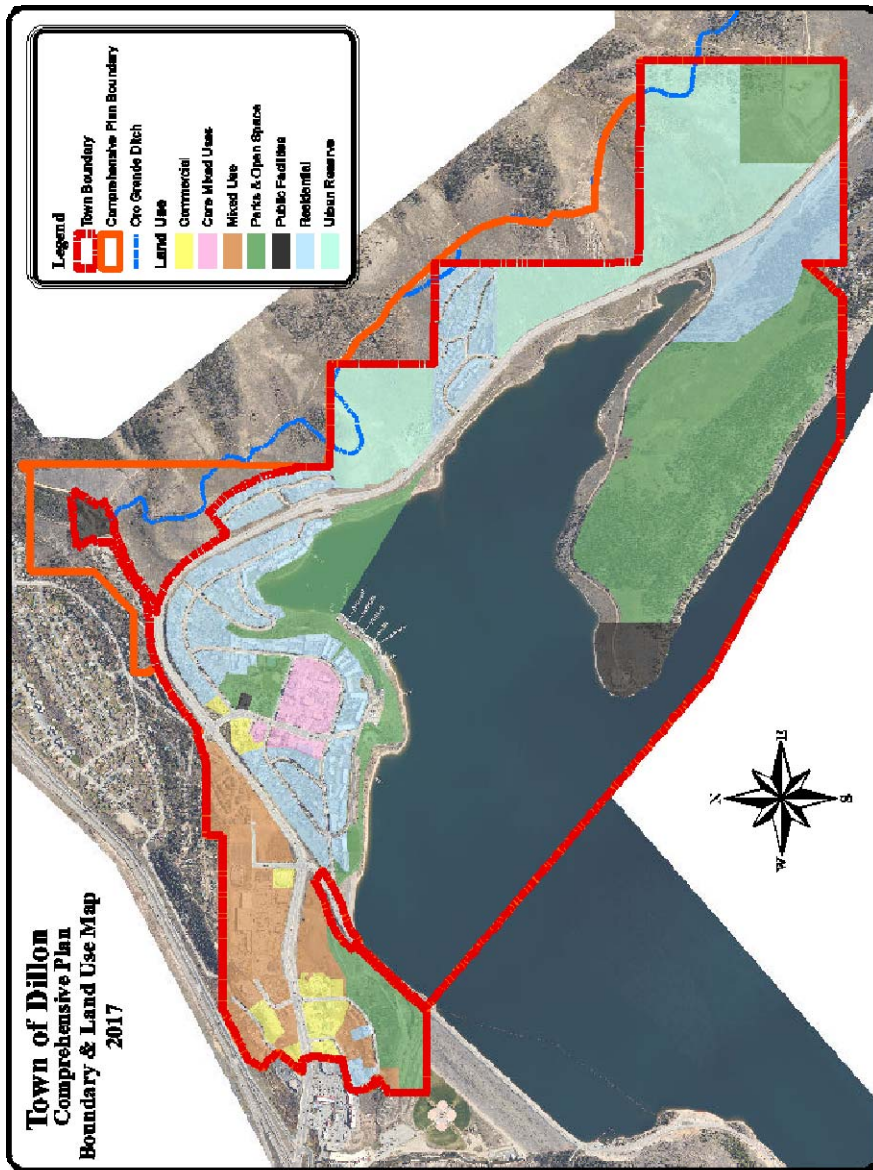 Town of Dillon
Comprehensive Plan
Boundary & Land Use Map
2017
Legend
Town Boundary
Comprehensive Plan Boundary
Oro Grande Ditch
Land Use
Commercial
Core Mixed Uses
Mixed Use
Parks & Open Space
Public Facilities
Residential
Urban Reserve
N
W
E
S